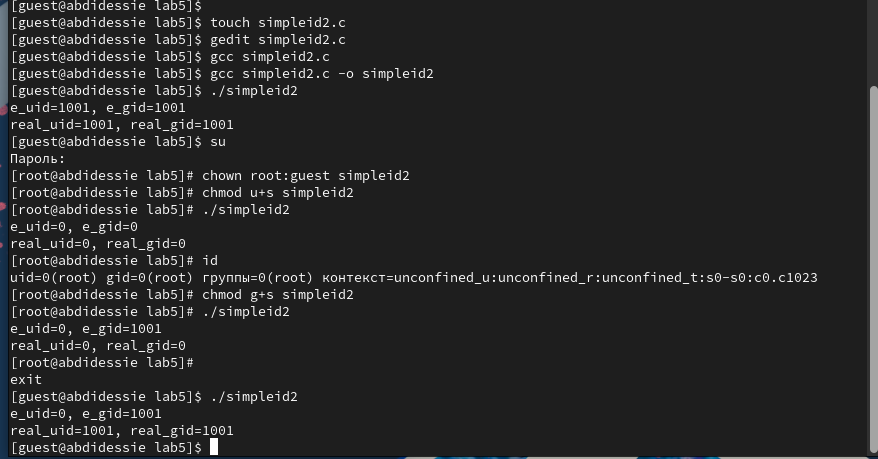 [guest@abdidessie lab5]$
[guest@abdidessie lab5]$ touch simpleid2.c
[guest@abdidessie lab5]$ gedit simpleid2.c
[guest@abdidessie lab5]$ gcc simpleid2.c
[guest@abdidessie lab5]$ gcc simpleid2.c -o simpleid2
[guest@abdidessie lab5]$ ./simpleid2
e_uid=1001, e_gid=1001
real_uid=1001, real_gid=1001
[guest@abdidessie lab5]$ su
Пароль:
[root@abdidessie lab5]# chown root:guest simpleid2
[root@abdidessie lab5]# chmod u+s simpleid2
[root@abdidessie lab5]# ./simpleid2
e_uid=0, e_gid=0
real_uid=0, real_gid=0
[root@abdidessie lab5]# id
uid=0(root) gid=0(root) группы=0(root) контекст=unconfined_u:unconfined_r:unconfined_t:s0-s0:c0.c1023
[root@abdidessie lab5]# chmod g+s simpleid2
[root@abdidessie lab5]# ./simpleid2
e_uid=0, e_gid=1001
real_uid=0, real_gid=0
[root@abdidessie lab5]#
exit
[guest@abdidessie lab5]$ ./simpleid2
e_uid=0, e_gid=1001
real_uid=1001, real_gid=1001
[guest@abdidessie lab5]$